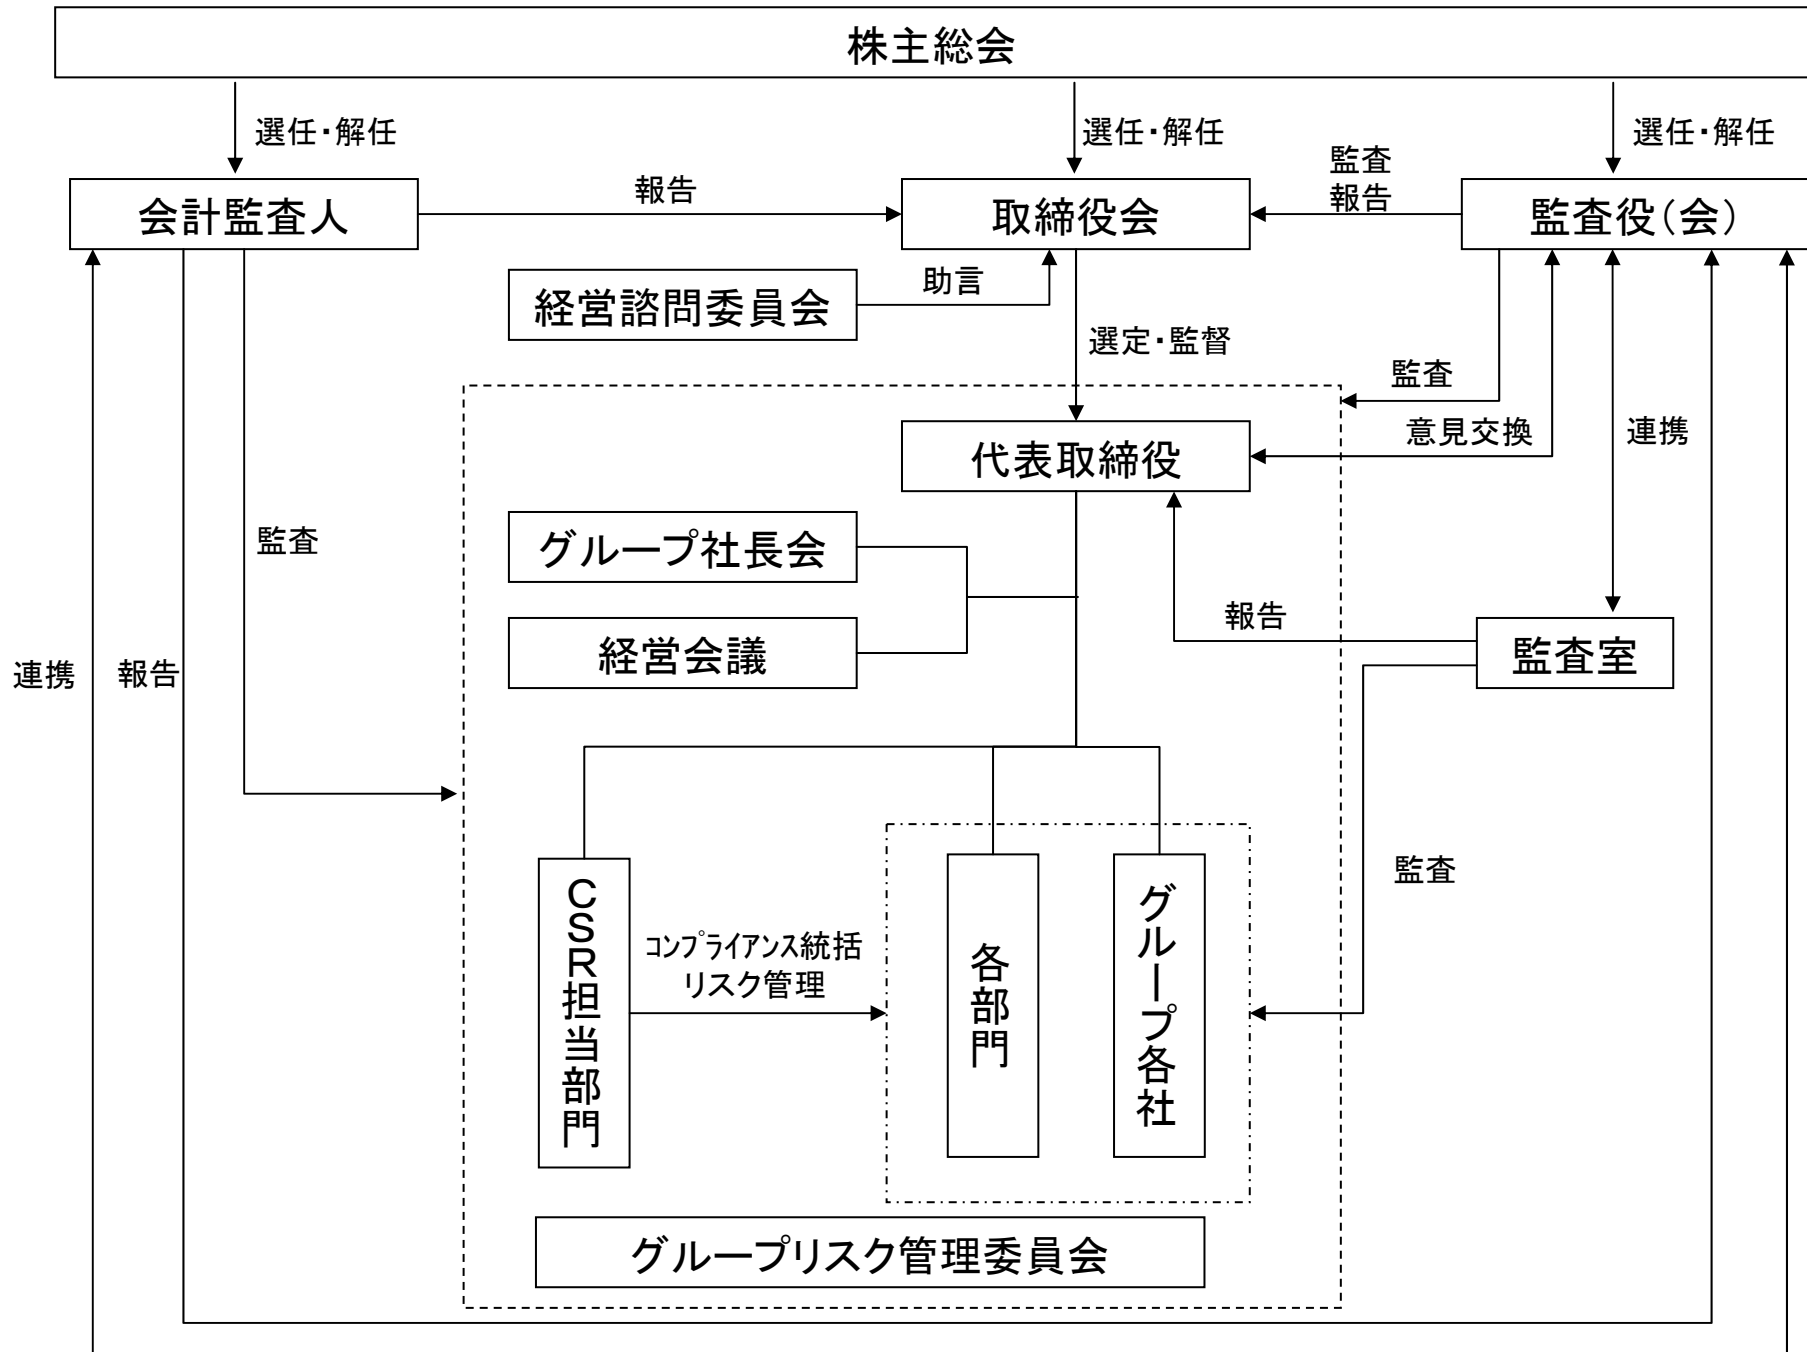 株主総会
選任・解任
選任・解任
選任・解任
会計監査人
報告
取締役会
監査
報告
監査役(会)
経営諮問委員会
助言
選定・監督
監査
意見交換
連携
代表取締役
監査
グループ社長会
経営会議
報告
監査室
連携
報告
監査
CSR担当部門
コンプライアンス統括
リスク管理
各部門
グループ各社
グループリスク管理委員会